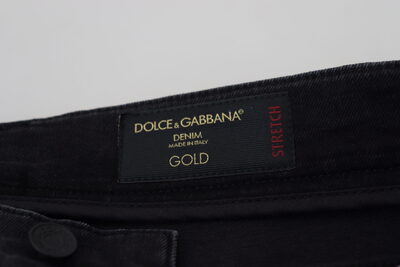 DOLCE & GABBANA
DENIM
MADE IN ITALY
GOLD
STRETCH